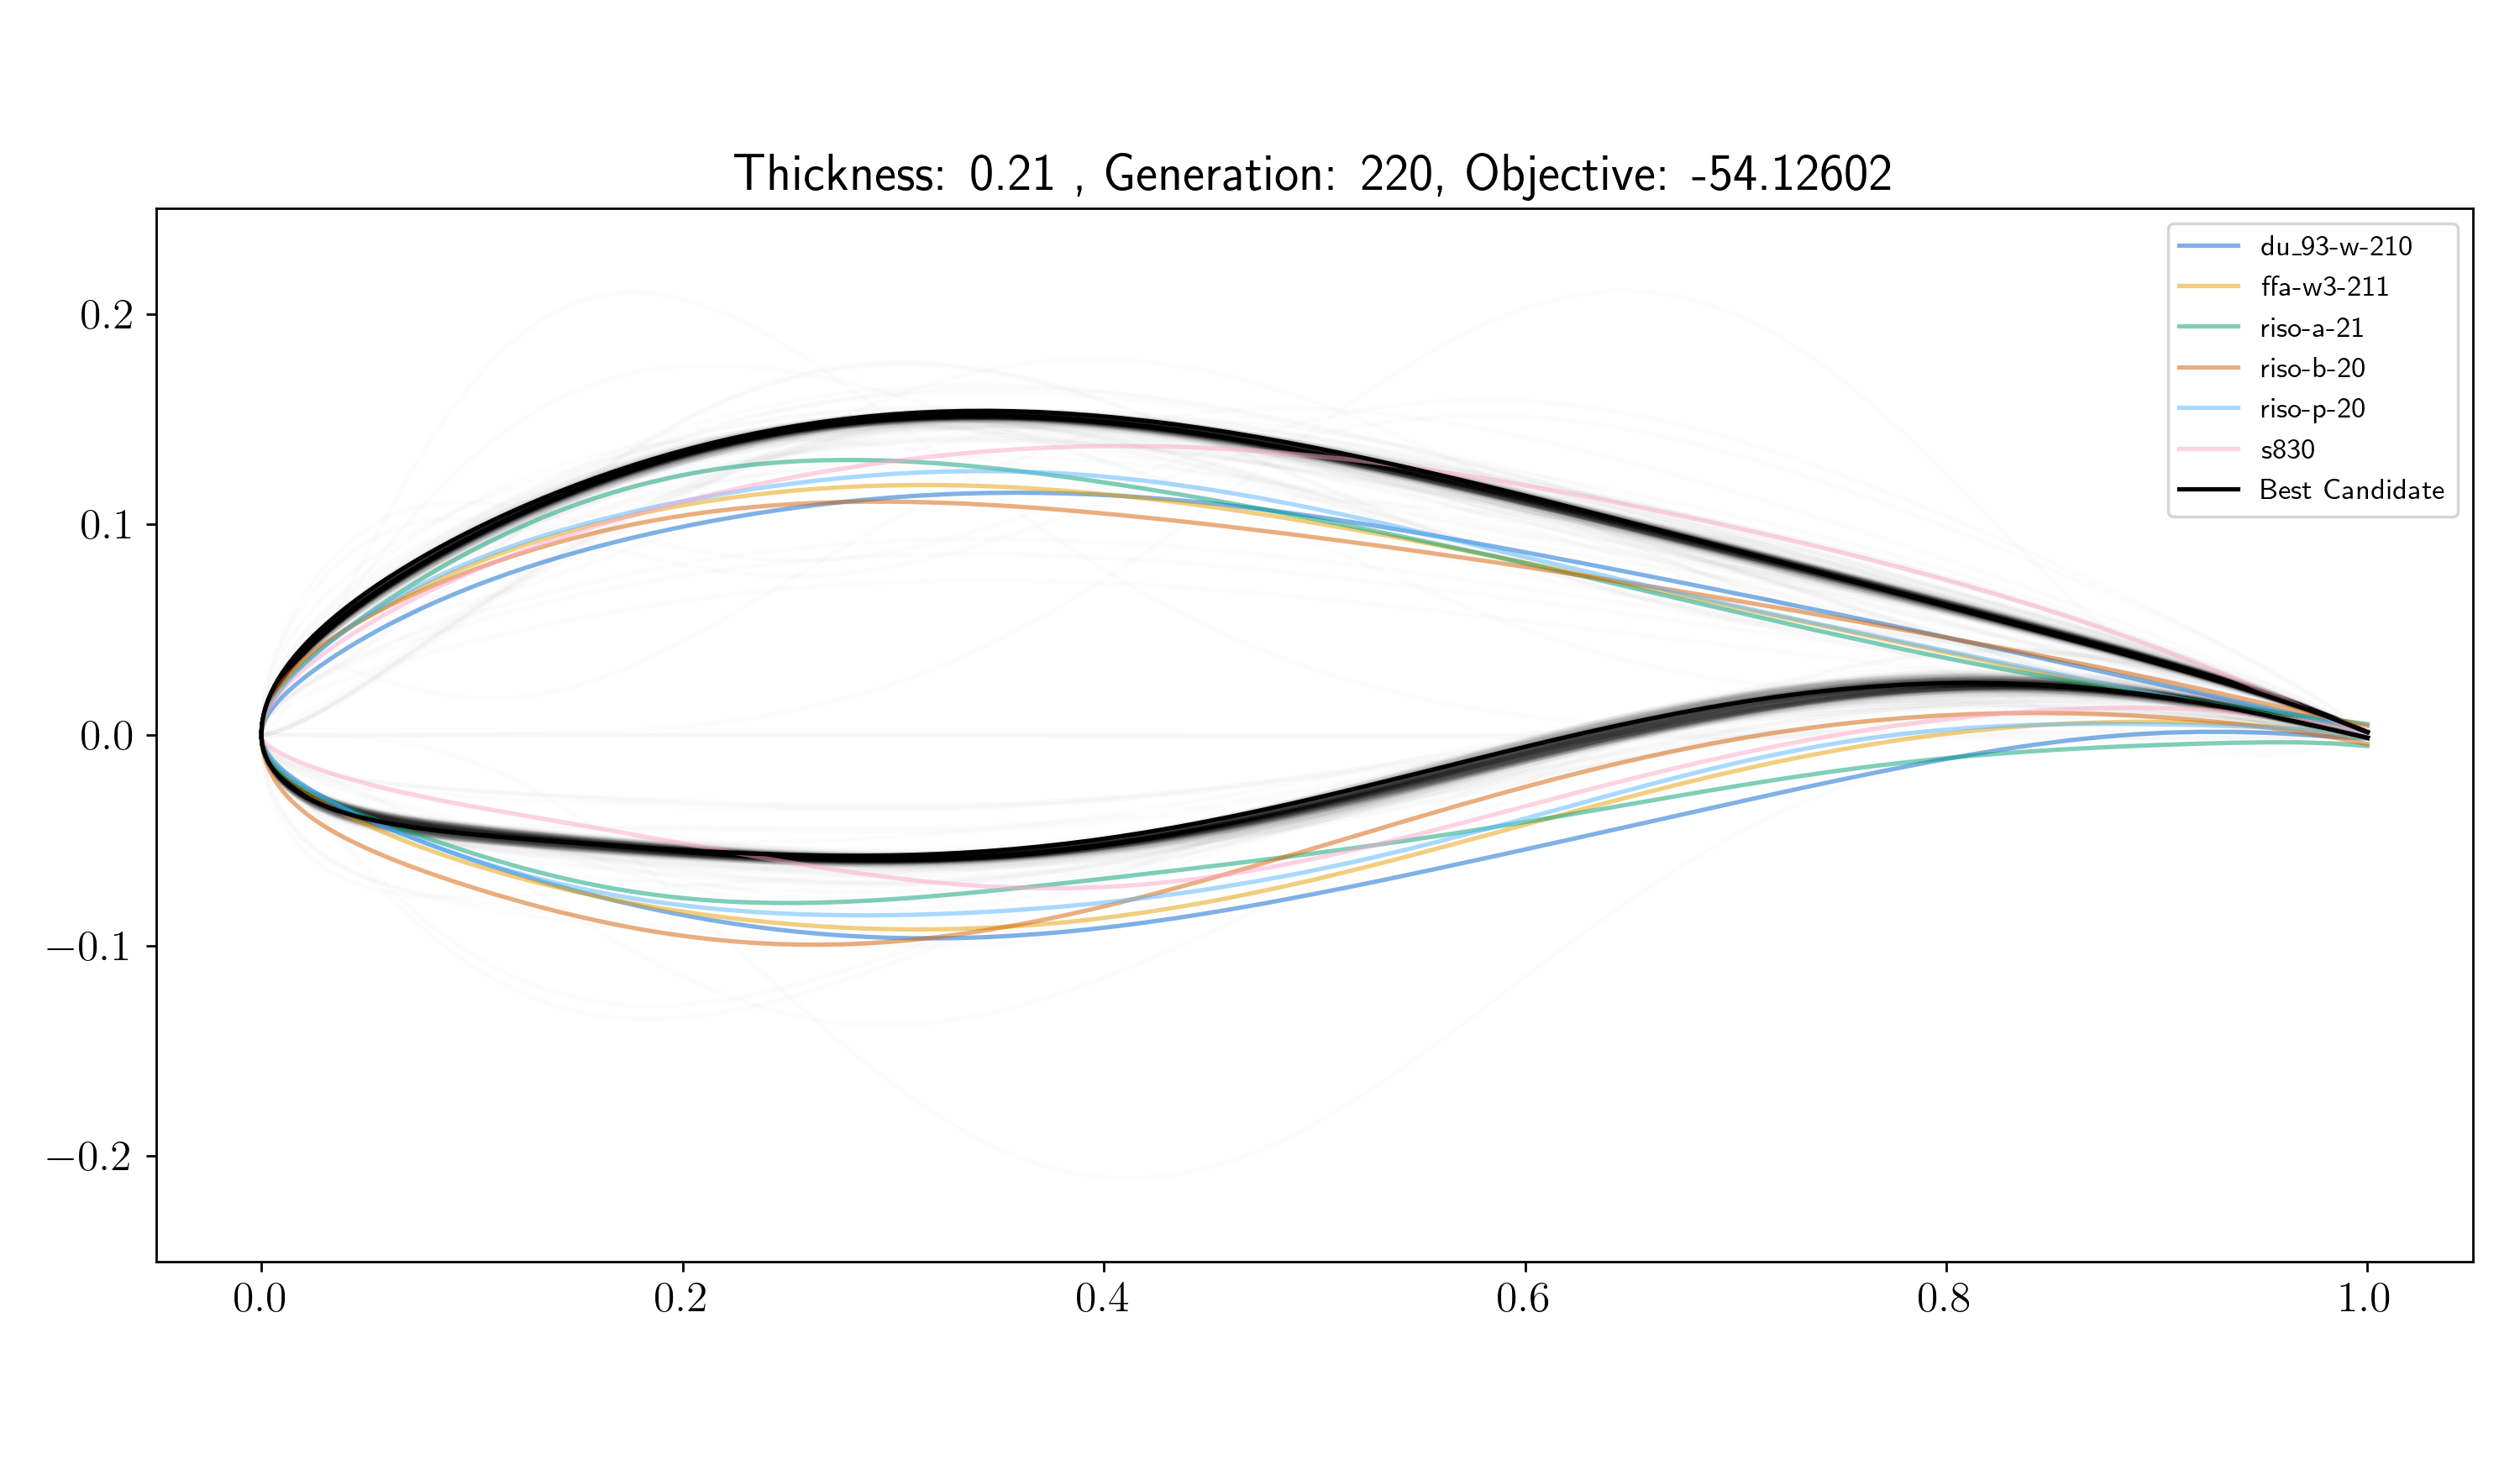 Thickness: 0.21 , Generation: 220, Objective: -54.12602
du_93-w-210
ffa-w3-211
riso-a-21
riso-b-20
riso-p-20
s830
Best Candidate
0.2
0.1
0.0
−0.1
−0.2
0.0 0.2 0.4 0.6 0.8 1.0